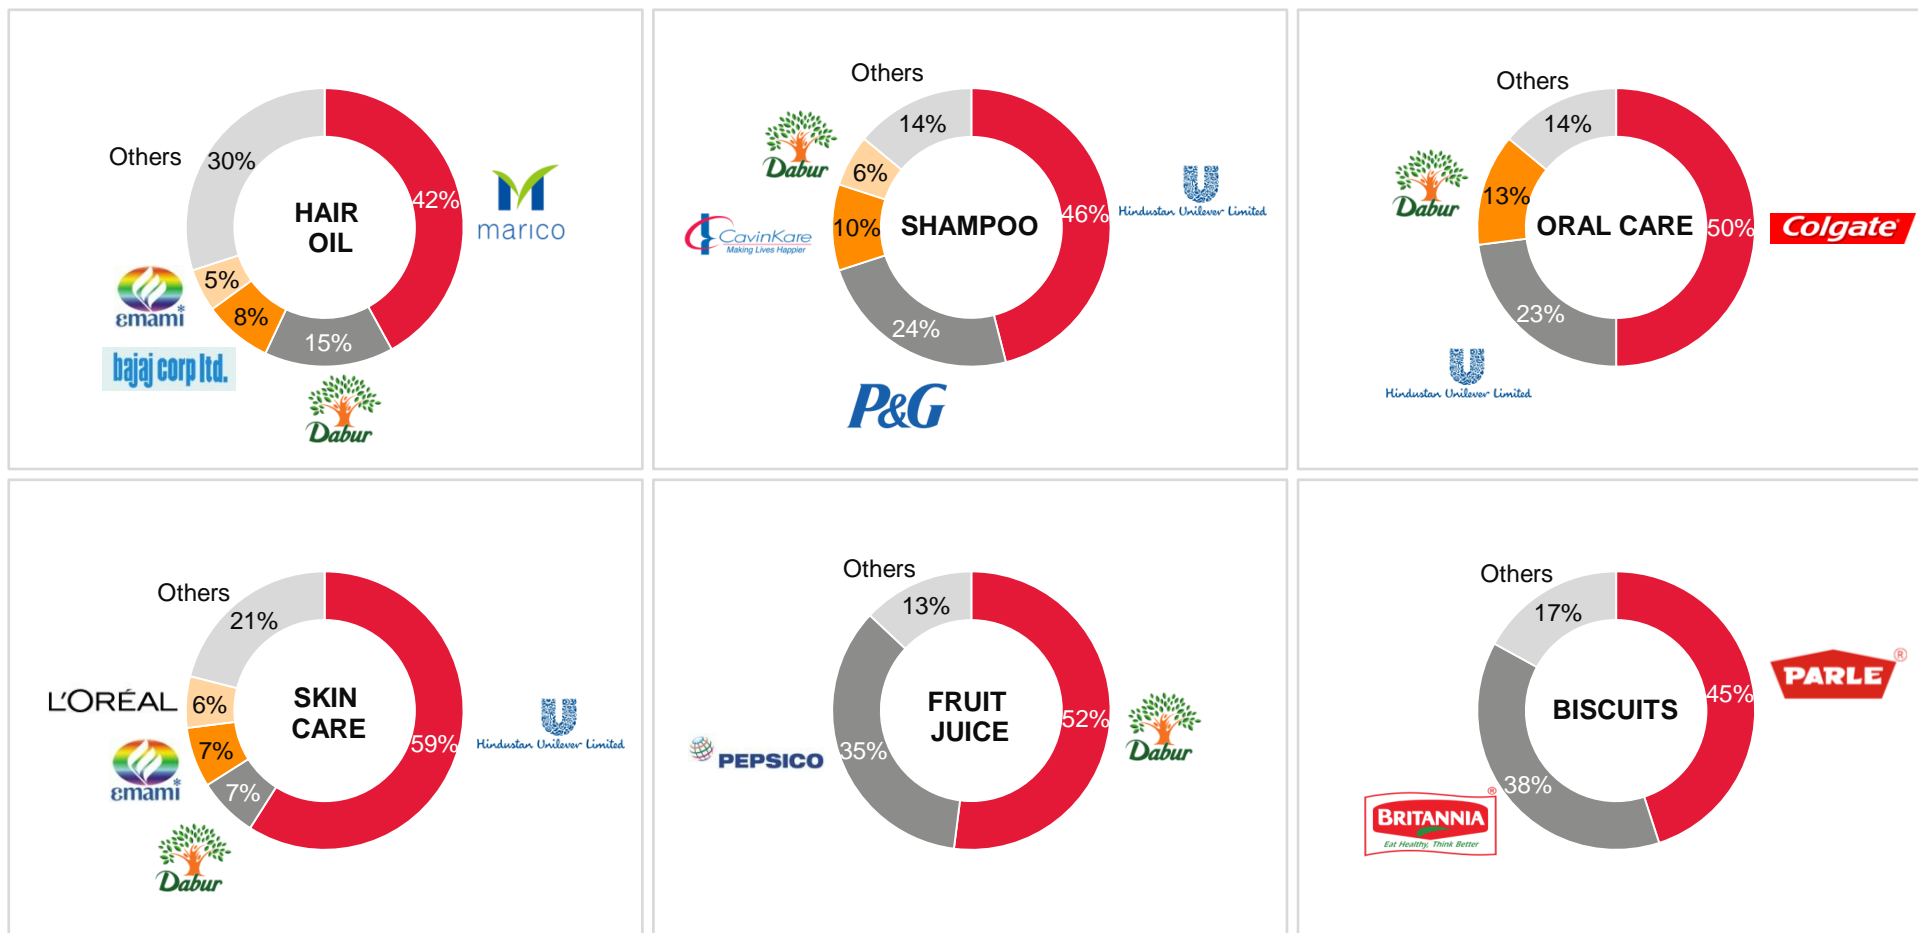 Others
30%
42%
HAIR
OIL
marico
5%
emami*
8%
15%
bajaj corp ltd.
Dabur
Others
14%
Dabur
6%
46%
Hindustan Unilever Limited
10%
SHAMPOO
CavinKare
Making Lives Happier
24%
P&G
Others
14%
Dabur
13%
ORAL CARE
50%
Colgate
23%
Hindustan Unilever Limited
Others
21%
L'ORÉAL
6%
SKIN
CARE
59%
Hindustan Unilever Limited
7%
emami*
7%
Dabur
Others
13%
FRUIT
JUICE
52%
Dabur
35%
PEPSICO
Others
17%
PARLE®
45%
BISCUITS
38%
BRITANNIA®
Eat Healthy, Think Better